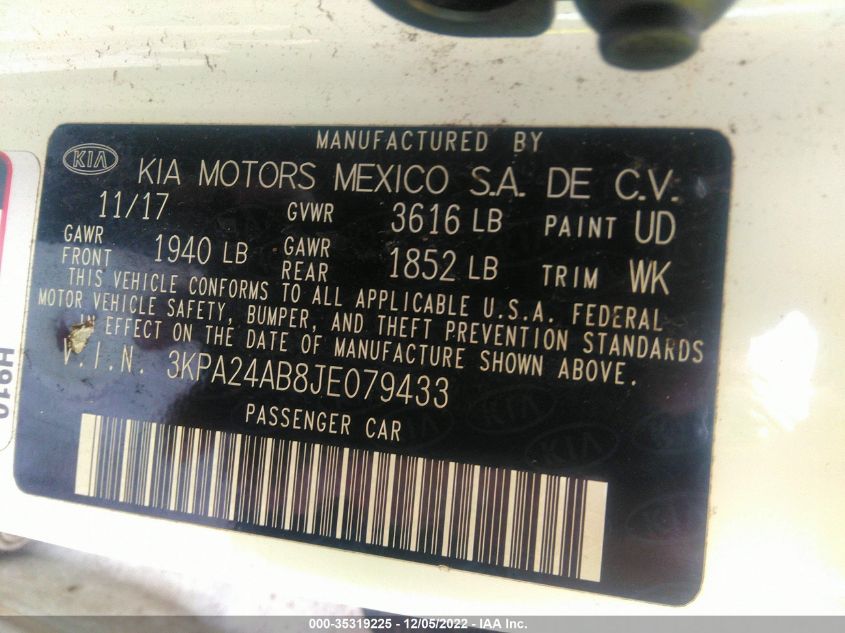 MANUFACTURED BY
KIA KIA MOTORS MEXICO S.A. DE C.V.
11/17 GVWR 3616 LB PAINT UD
GAWR FRONT 1940 LB GAWR REAR 1852 LB TRIM WK
THIS VEHICLE CONFORMS TO ALL APPLICABLE U.S.A. FEDERAL
MOTOR VEHICLE SAFETY, BUMPER, AND THEFT PREVENTION STANDARDS
IN EFFECT ON THE DATE OF MANUFACTURE SHOWN ABOVE.
V.I.N. 3KPA24AB8JE079433
PASSENGER CAR
KIA
H910
000-35319225 - 12/05/2022 - IAA Inc.